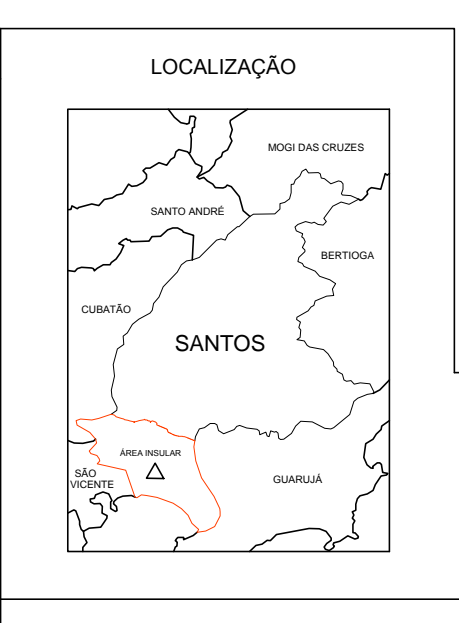 LOCALIZAÇÃO
MOGI DAS CRUZES
SANTO ANDRÉ
BERTIOGA
CUBATÃO
SANTOS
ÁREA INSULAR
SÃO
VICENTE
GUARUJÁ